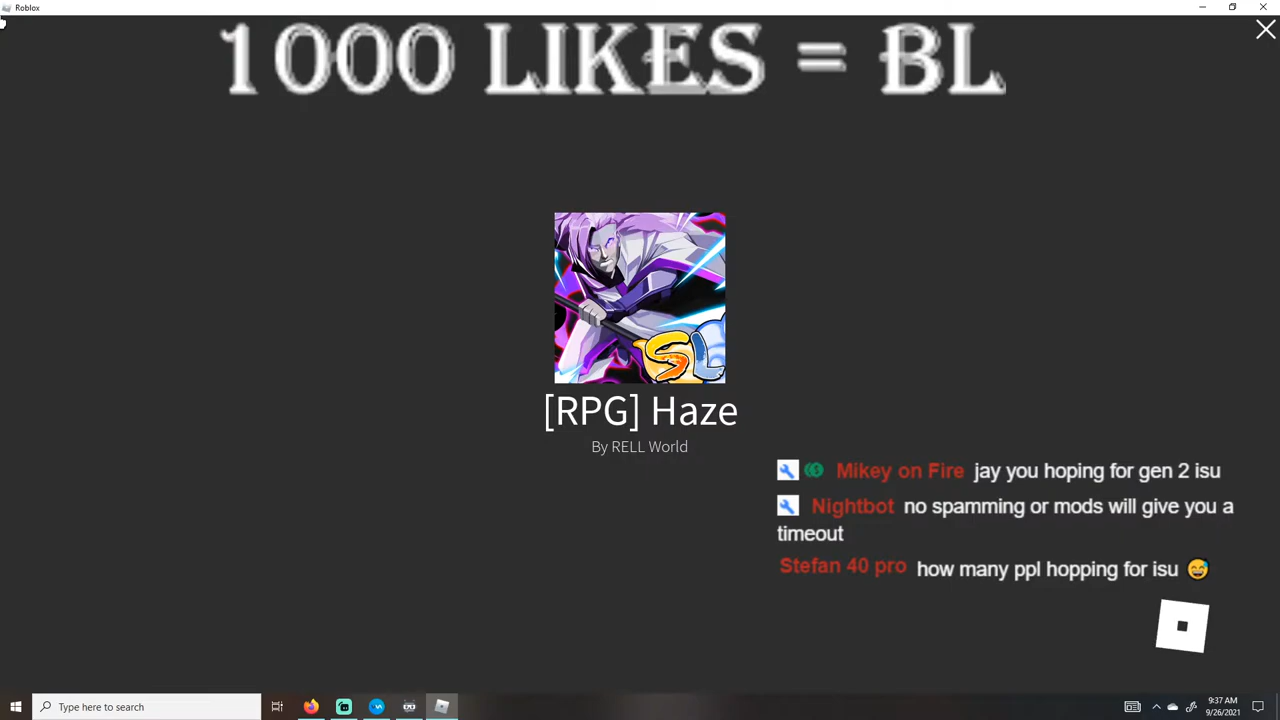 Roblox
1000 LIKES = BL
SL
[RPG] Haze
By RELL World
Mikey on Fire jay you hoping for gen 2 isu
Nightbot no spamming or mods will give you a
timeout
Stefan 40 pro how many ppl hopping for isu 😅
Type here to search
9:37 AM
9/26/2021